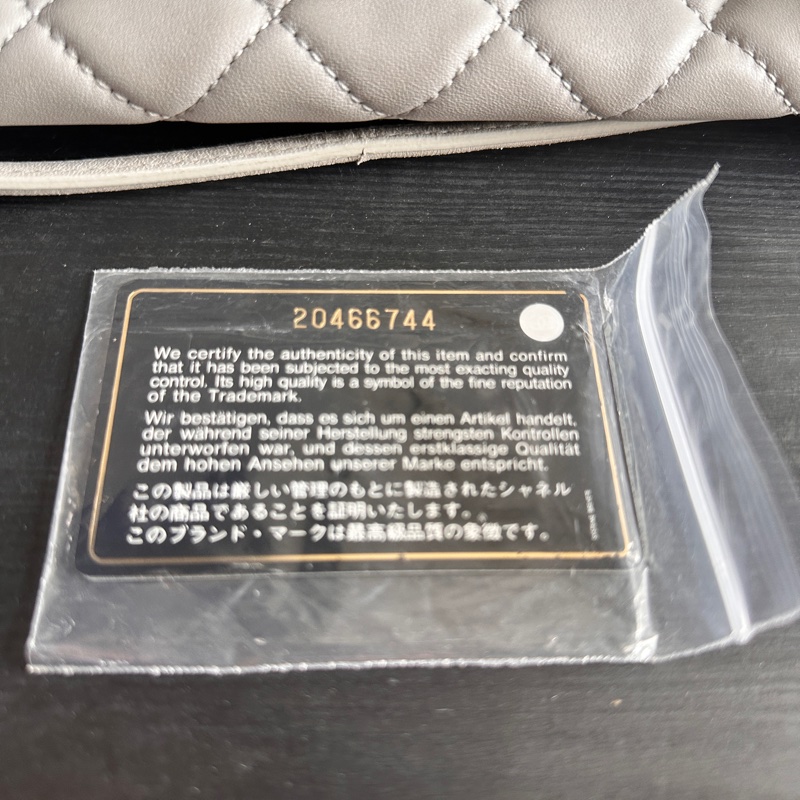 20466744
We certify the authenticity of this item and confirm
that it has been subjected to the most exacting quality
control. Its high quality is a symbol of the fine reputation
of the Trademark.
Wir bestätigen, dass es sich um einen Artikel handelt,
der während seiner Herstellung strengsten Kontrollen
unterworfen war, und dessen erstklassige Qualität
dem hohen Ansehen unserer Marke entspricht.
この製品は厳しい管理のもとに製造されたシャネル
社の商品であることを証明いたします。
このブランド・マークは最高級品質の象徴です。